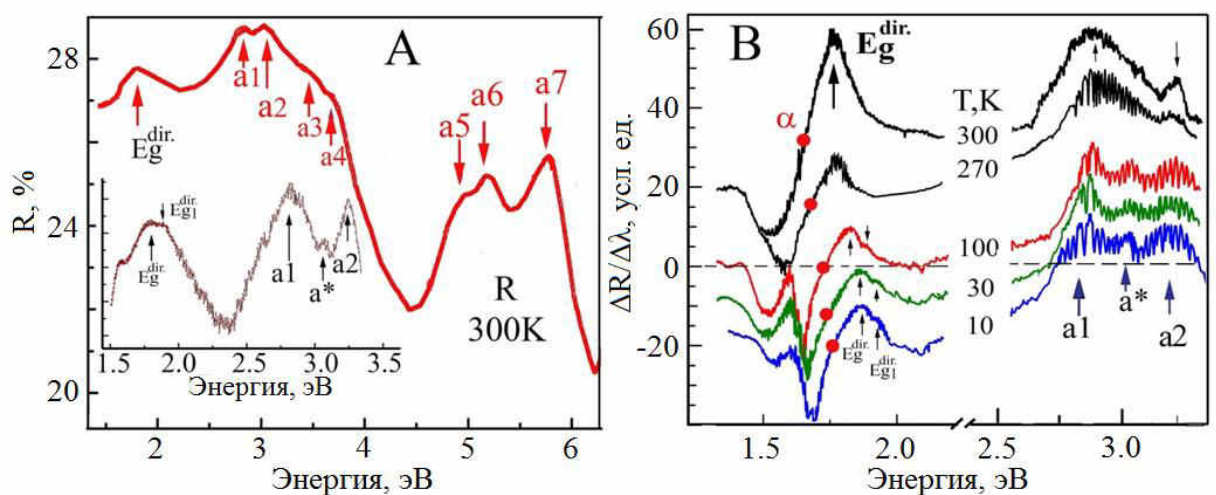 A
28
24
20
R, %
Eg dir.
a1
a2
a3
a4
a5
a6
a7
Eg1 dir.
Eg dir.
a1
a*
a2
1.5 2.0 2.5 3.0 3.5
Энергия, эВ
R
300K
2 3 4 5 6
Энергия, эВ
B
60
40
20
0
-20
ΔR/Δλ, усл. ед.
Eg dir.
α
T,K
300
270
100
30
10
Eg dir.
Eg1 dir.
a1
a*
a2
1.5 2.0 2.5 3.0
Энергия, эВ